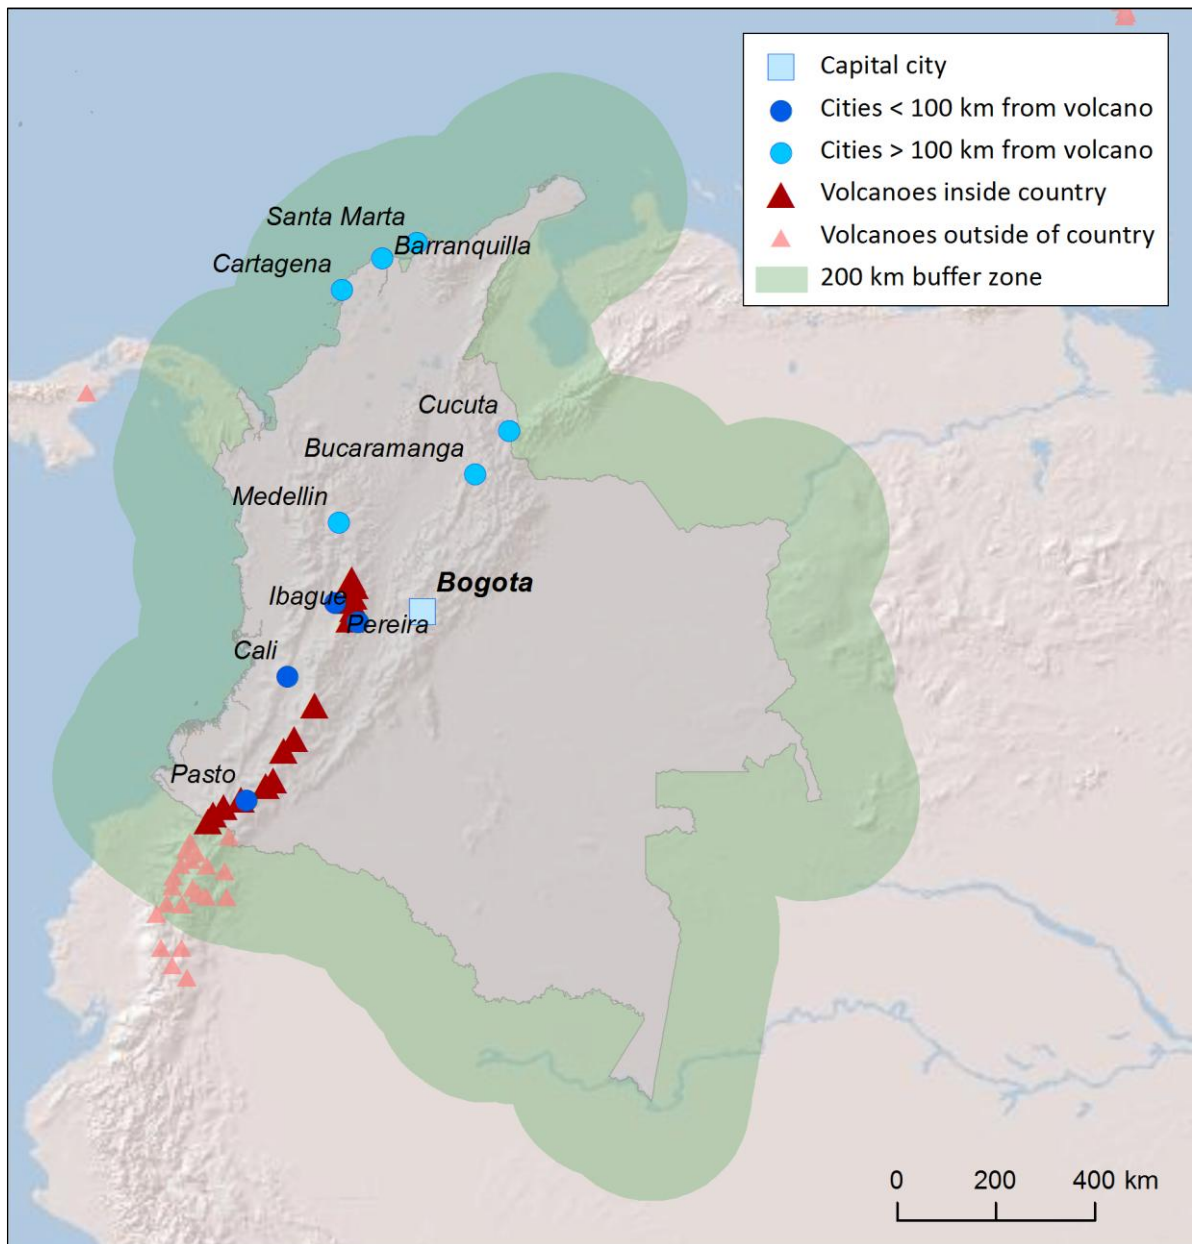 Capital city
Cities < 100 km from volcano
Cities > 100 km from volcano
Volcanoes inside country
Volcanoes outside of country
200 km buffer zone
Santa Marta
Barranquilla
Cartagena
Cucuta
Bucaramanga
Medellin
Bogota
Ibague
Pereira
Cali
Pasto
0 200 400 km